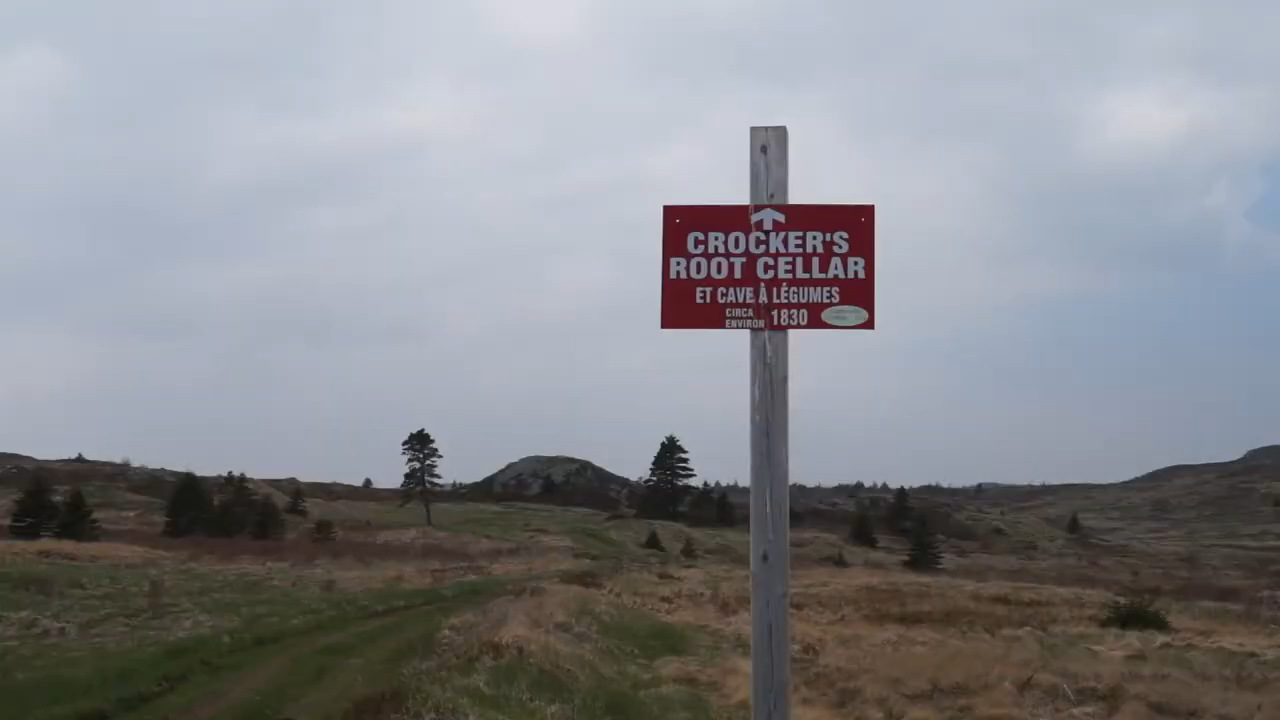 CROCKER'S
ROOT CELLAR
ET CAVE À LÉGUMES
CIRCA
ENVIRON 1830